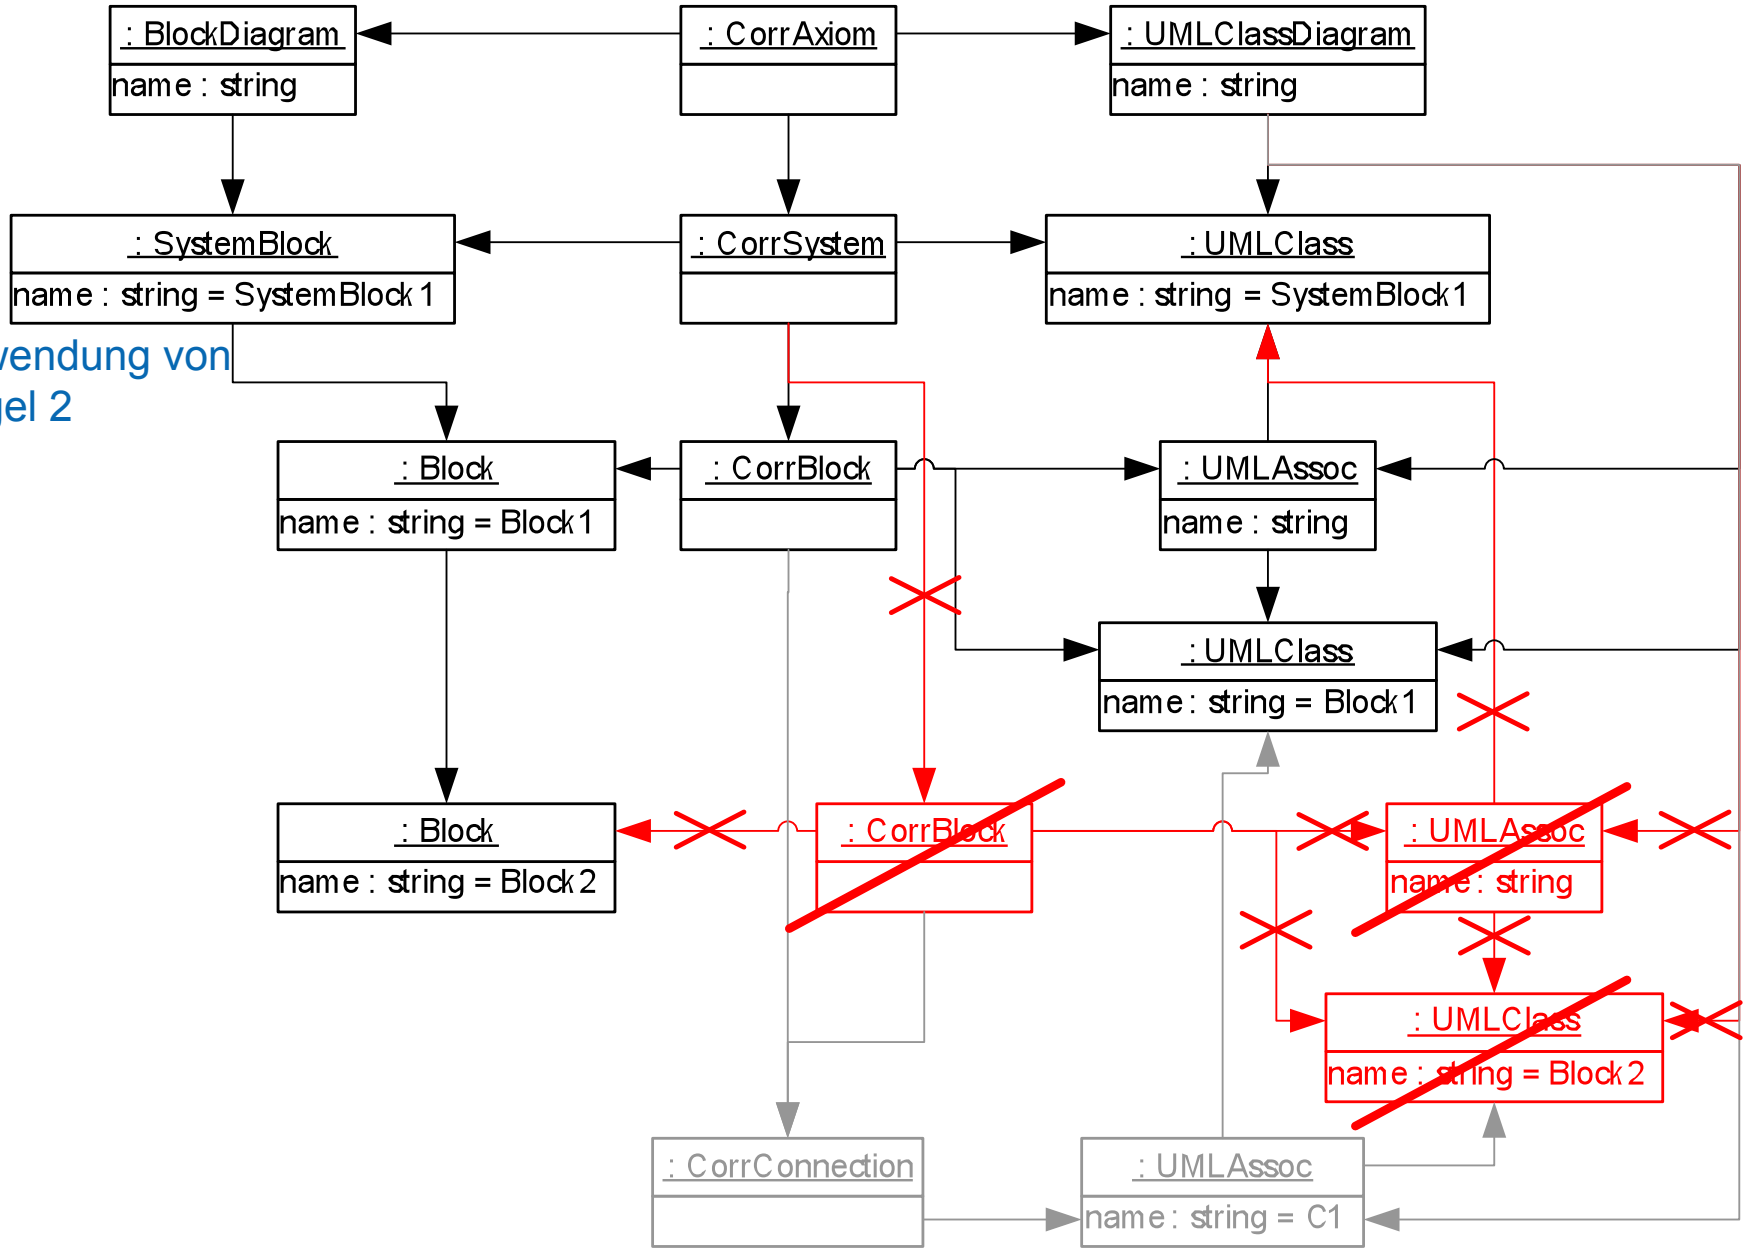 : BlockDiagram
name : string
: CorrAxiom
: UMLClassDiagram
name : string
: SystemBlock
name : string = SystemBlock1
: CorrSystem
: UMLClass
name : string = SystemBlock1
von
2
: Block
name : string = Block1
: CorrBlock
: UMLAssoc
name : string
: UMLClass
name : string = Block1
: Block
name : string = Block2
: CorrBlock
: UMLAssoc
name : string
: UMLClass
name : string = Block2
: CorrConnection
: UMLAssoc
name : string = C1